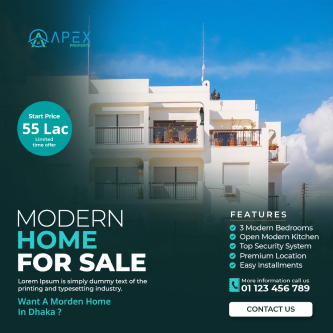 APEX
PROPERTY
Start Price
55 Lac
Limited
time offer
MODERN
HOME
FOR SALE
Lorem Ipsum is simply dummy text of the
printing and typesetting industry.
Want A Morden Home
In Dhaka ?
FEATURES
3 Modern Bedrooms
Open Modern Kitchen
Top Security System
Premium Location
Easy Installments
More information call us
01 123 456 789
CONTACT US